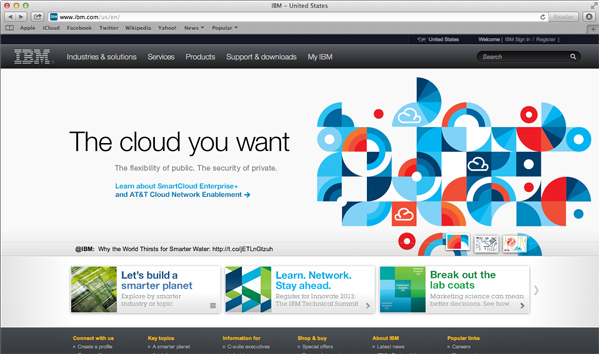 IBM – United States
www.ibm.com/us/en/
Reader
Apple iCloud Facebook Twitter Wikipedia Yahoo! News Popular
United States Welcome [ IBM Sign in / Register ]
IBM Industries & solutions Services Products Support & downloads My IBM Search
The cloud you want
The flexibility of public. The security of private.
Learn about SmartCloud Enterprise+
and AT&T Cloud Network Enablement
@IBM: Why the World Thirsts for Smarter Water: http://t.co/jETLnGtzuh
Let's build a
smarter planet
Explore by smarter
industry or topic
Learn. Network.
Stay ahead.
Register for Innovate 2013:
The IBM Technical Summit
Break out the
lab coats
Marketing science can mean
better decisions. See how.
Connect with us Key topics Information for Shop & buy About IBM Popular links
Create a profile A smarter planet C-suite executives Special offers Latest news Careers